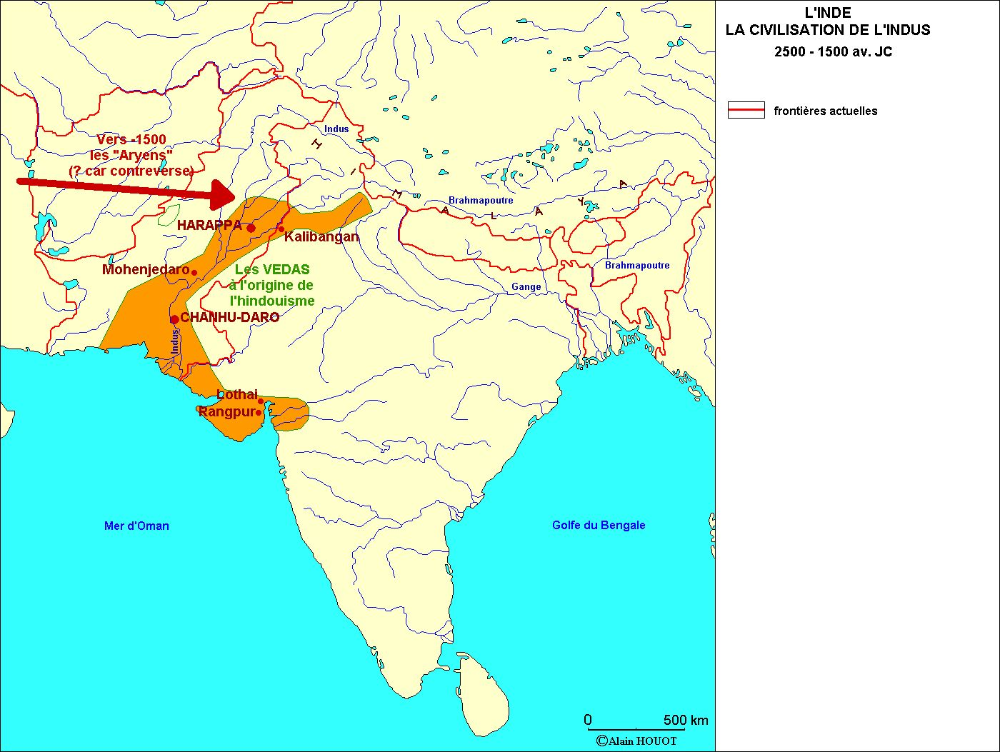 L'INDE
LA CIVILISATION DE L'INDUS
2500 - 1500 av. JC
frontières actuelles
Vers -1500
les "Aryens"
(? car contreverse)
Indus
H
I
M
A
L
A
Y
A
Brahmapoutre
HARAPPA
Kalibangan
Mohenjedaro
Les VEDAS
à l'origine de
l'hindouisme
Brahmapoutre
Gange
CHANHU-DARO
Indus
Lothai
Rangpur
Mer d'Oman
Golfe du Bengale
0 500 km
©Alain HOUOT